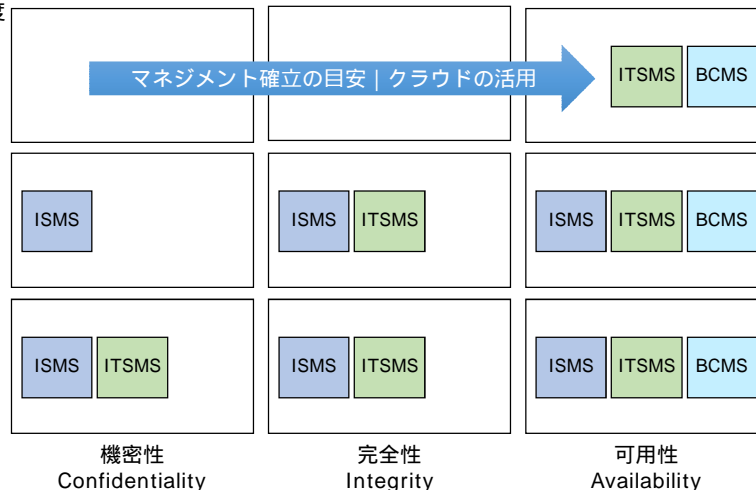 度
マネジメント確立の目安｜クラウドの活用
ITSMS BCMS
ISMS
ISMS ITSMS
ISMS ITSMS BCMS
ISMS ITSMS
ISMS ITSMS
ISMS ITSMS BCMS
機密性
Confidentiality
完全性
Integrity
可用性
Availability